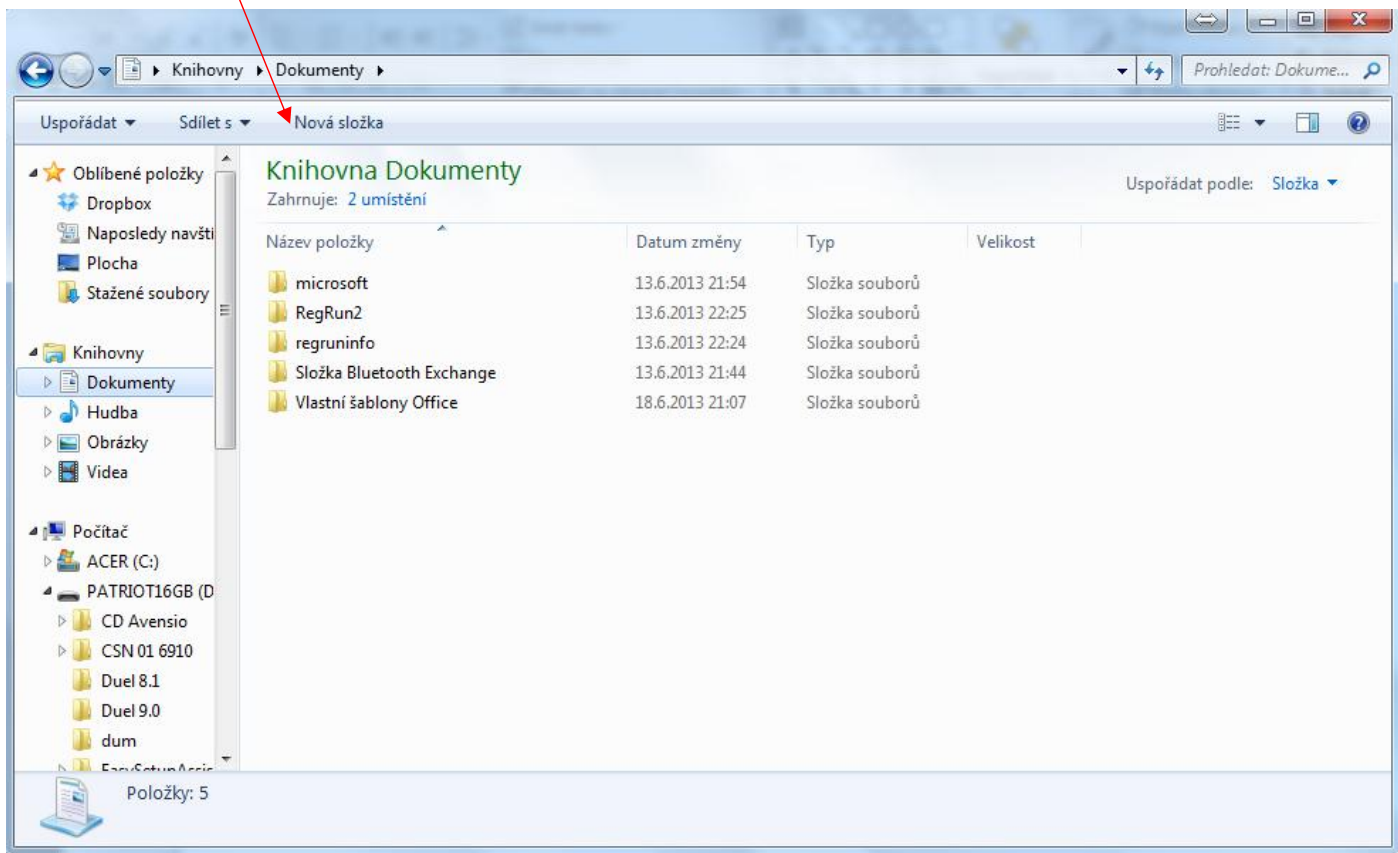 Knihovny Dokumenty
Prohledat: Dokume...
Uspořádat Sdílet s Nová složka
Oblíbené položky
Dropbox
Naposledy navšti
Plocha
Stažené soubory
Knihovny
Dokumenty
Hudba
Obrázky
Videa
Počítač
ACER (C:)
PATRIOT16GB (D
CD Avensio
CSN 01 6910
Duel 8.1
Duel 9.0
dum
Knihovna Dokumenty
Zahrnuje: 2 umístění
Uspořádat podle: Složka
Název položky Datum změny Typ Velikost
microsoft 13.6.2013 21:54 Složka souborů
RegRun2 13.6.2013 22:25 Složka souborů
regruninfo 13.6.2013 22:24 Složka souborů
Složka Bluetooth Exchange 13.6.2013 21:44 Složka souborů
Vlastní šablony Office 18.6.2013 21:07 Složka souborů
Položky: 5